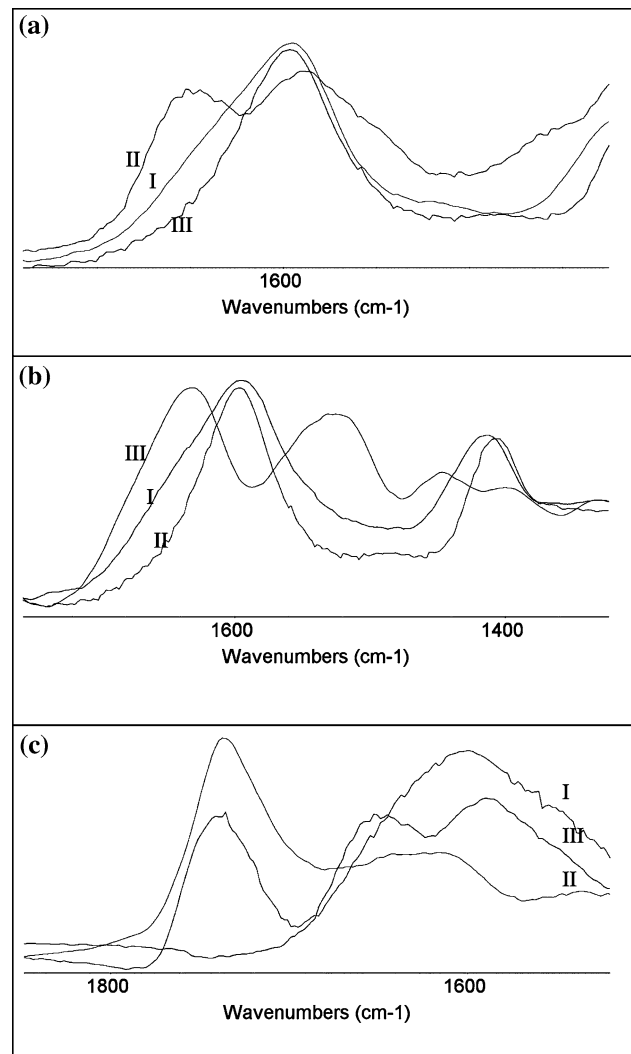 (a)
II
I
III
1600
Wavenumbers (cm-1)
(b)
III
I
II
1600 1400
Wavenumbers (cm-1)
(c)
I
III
II
1800 1600
Wavenumbers (cm-1)